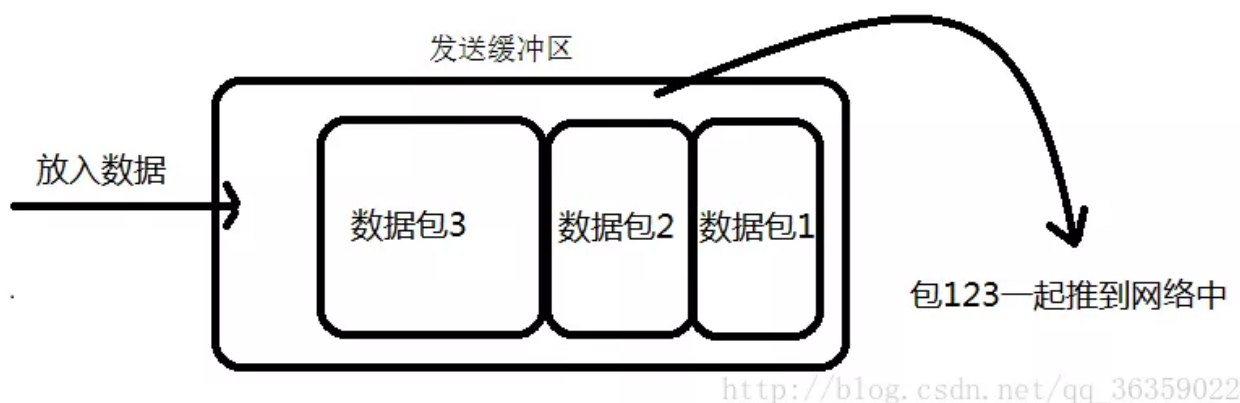 发送缓冲区
放入数据
数据包3
数据包2
数据包1
包123一起推到网络中
http://blog.csdn.net/qq_36359022